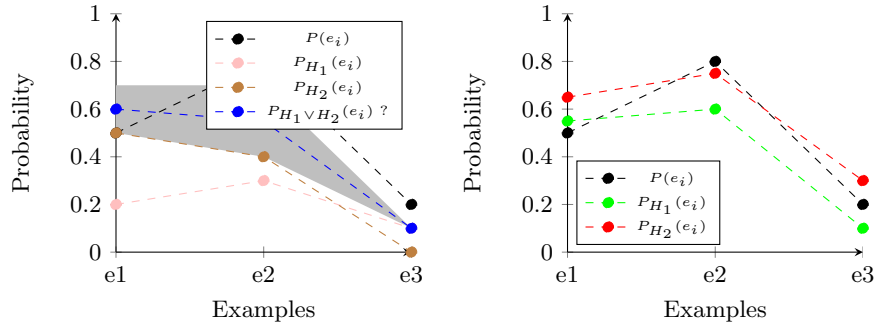 1
0.8
0.6
0.4
0.2
0
Probability
e1
e2
e3
Examples
P(e_i)
P_{H_1}(e_i)
P_{H_2}(e_i)
P_{H_1∨H_2}(e_i) ?
1
0.8
0.6
0.4
0.2
0
Probability
e1
e2
e3
Examples
P(e_i)
P_{H_1}(e_i)
P_{H_2}(e_i)